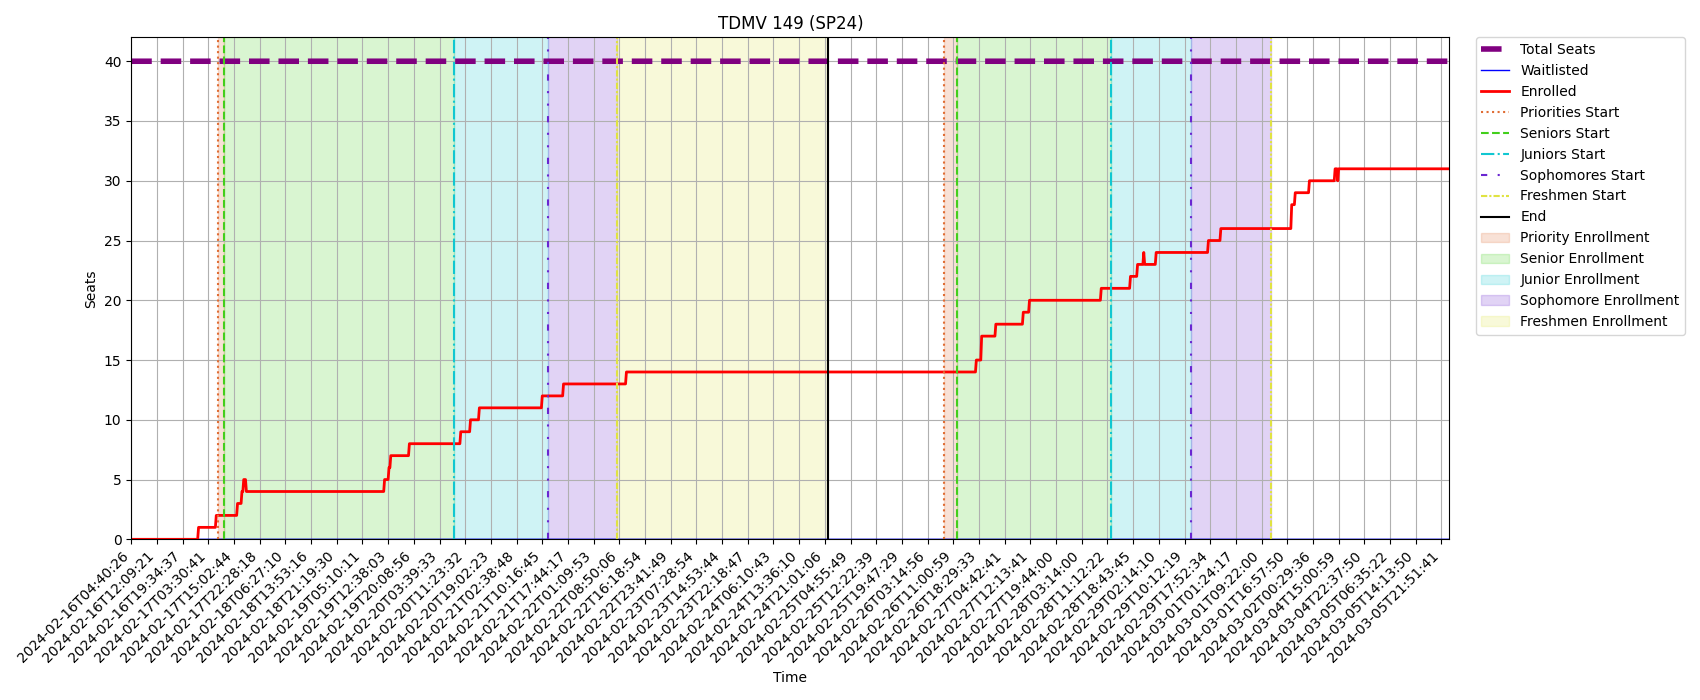 TDMV 149 (SP24)
Seats
40
35
30
25
20
15
10
5
0
2024-02-16T04:40:26
2024-02-16T12:09:21
2024-02-16T19:34:37
2024-02-17T03:30:41
2024-02-17T15:02:44
2024-02-17T22:28:18
2024-02-18T06:27:10
2024-02-18T13:53:16
2024-02-18T21:19:30
2024-02-19T05:10:11
2024-02-19T12:38:03
2024-02-19T20:08:56
2024-02-20T03:39:33
2024-02-20T11:23:32
2024-02-20T19:02:23
2024-02-21T02:38:48
2024-02-21T10:16:45
2024-02-21T17:44:17
2024-02-22T01:09:53
2024-02-22T08:50:06
2024-02-22T16:18:54
2024-02-22T23:41:49
2024-02-23T07:28:54
2024-02-23T14:53:44
2024-02-23T22:18:47
2024-02-24T06:10:43
2024-02-24T13:36:10
2024-02-24T21:01:06
2024-02-25T04:55:49
2024-02-25T12:22:39
2024-02-25T19:47:29
2024-02-26T03:14:56
2024-02-26T11:00:59
2024-02-26T18:29:33
2024-02-27T04:42:41
2024-02-27T12:13:41
2024-02-27T19:44:00
2024-02-28T03:14:00
2024-02-28T11:12:22
2024-02-28T18:43:45
2024-02-29T02:14:10
2024-02-29T10:12:19
2024-02-29T17:52:34
2024-03-01T01:24:17
2024-03-01T09:22:00
2024-03-01T16:57:50
2024-03-02T00:29:36
2024-03-04T15:00:59
2024-03-04T22:37:50
2024-03-05T06:35:22
2024-03-05T14:13:50
2024-03-05T21:51:41
Time
Total Seats
Waitlisted
Enrolled
Priorities Start
Seniors Start
Juniors Start
Sophomores Start
Freshmen Start
End
Priority Enrollment
Senior Enrollment
Junior Enrollment
Sophomore Enrollment
Freshmen Enrollment